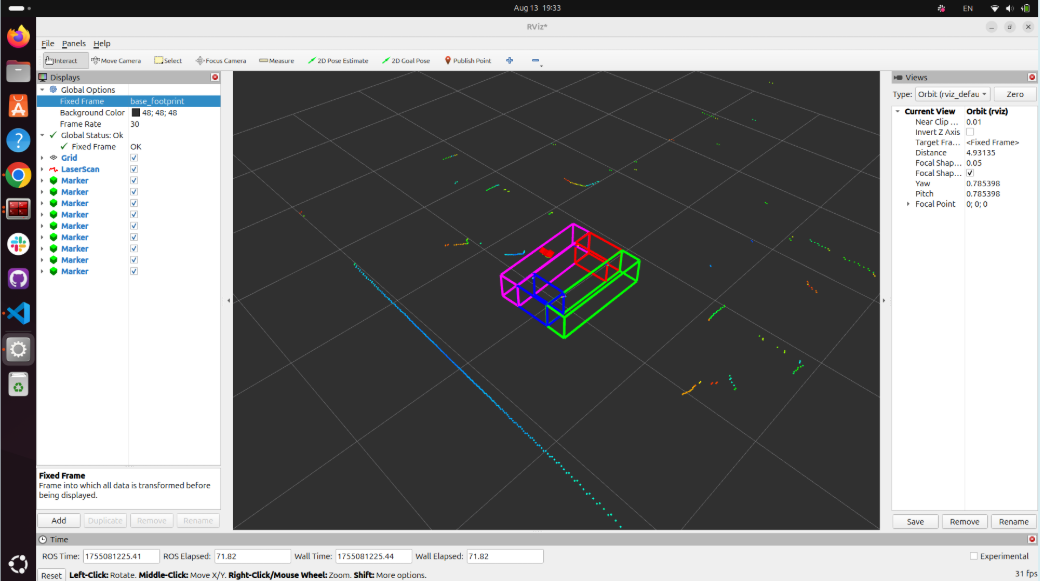 Aug 13 19:33
EN
RViz*
File Panels Help
Interact Move Camera Select Focus Camera Measure 2D Pose Estimate 2D Goal Pose Publish Point
Displays
Global Options
Fixed Frame base_footprint
Background Color 48; 48; 48
Frame Rate 30
Global Status: Ok
Fixed Frame OK
Grid
LaserScan
Marker
Marker
Marker
Marker
Marker
Marker
Marker
Marker
Marker
Fixed Frame
Frame into which all data is transformed before
being displayed.
Add Duplicate Remove Rename
Views
Type: Orbit (rviz_defau Zero
Current View Orbit (rviz)
Near Clip ... 0.01
Invert Z Axis
Target Fra... <Fixed Frame>
Distance 4.93135
Focal Shap... 0.05
Focal Shap...
Yaw 0.785398
Pitch 0.785398
Focal Point 0; 0; 0
Save Remove Rename
Time
ROS Time: 1755081225.41 ROS Elapsed: 71.82 Wall Time: 1755081225.44 Wall Elapsed: 71.82 Experimental
Reset Left-Click: Rotate. Middle-Click: Move X/Y. Right-Click/Mouse Wheel: Zoom. Shift: More options. 31 fps